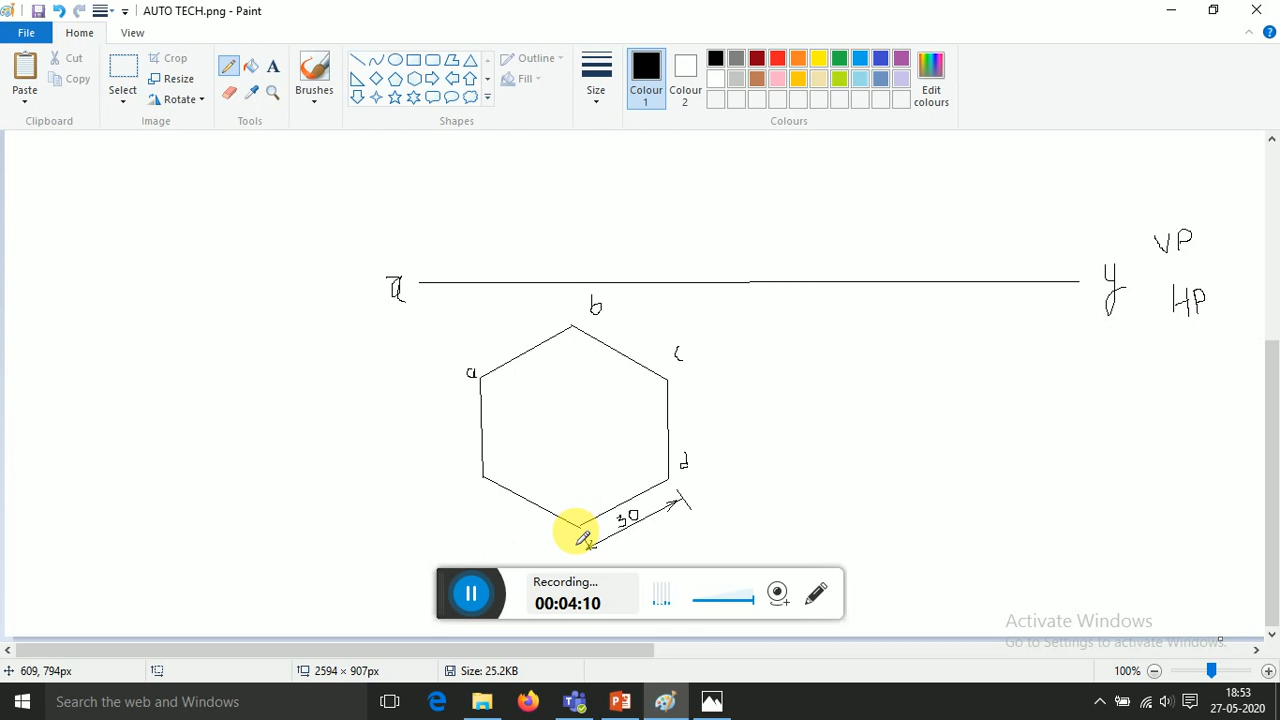 AUTO TECH.png - Paint
File
Home
View
Paste
Cut
Copy
Clipboard
Select
Crop
Resize
Rotate
Image
A
Tools
Brushes
Shapes
Outline
Fill
Size
Colour 1
Colour 2
Edit colours
Colours
VP
x
y
HP
b
c
a
d
30
Recording...
00:04:10
Activate Windows
Go to Settings to activate Windows.
609, 794px
2594 × 907px
Size: 25.2KB
100%
Search the web and Windows
18:53
27-05-2020